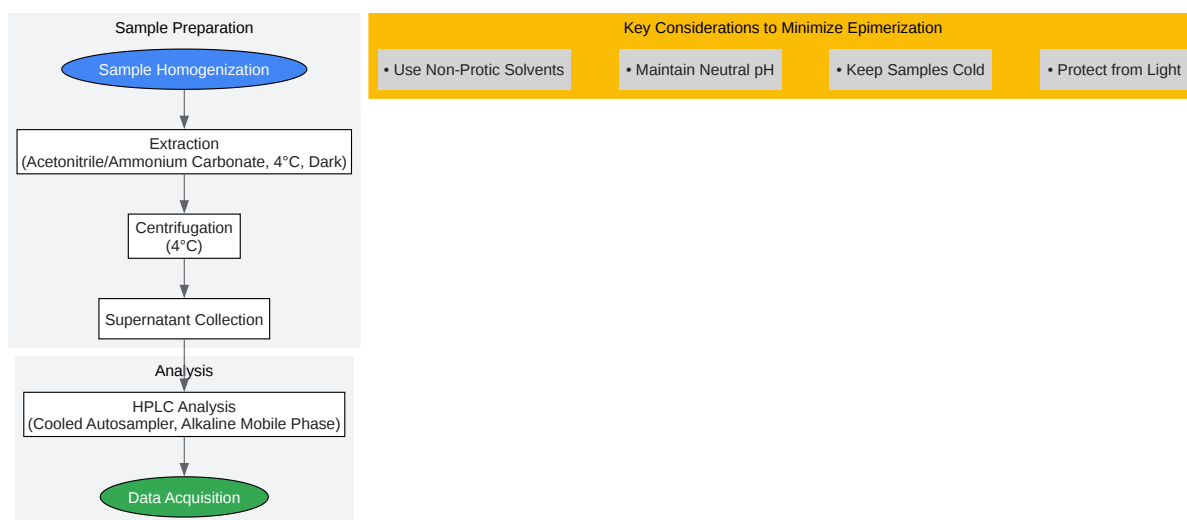 Sample Preparation
Sample Homogenization
Extraction
(Acetonitrile/Ammonium Carbonate, 4°C, Dark)
Centrifugation
(4°C)
Supernatant Collection
Analysis
HPLC Analysis
(Cooled Autosampler, Alkaline Mobile Phase)
Data Acquisition
Key Considerations to Minimize Epimerization
• Use Non-Protic Solvents
• Maintain Neutral pH
• Keep Samples Cold
• Protect from Light